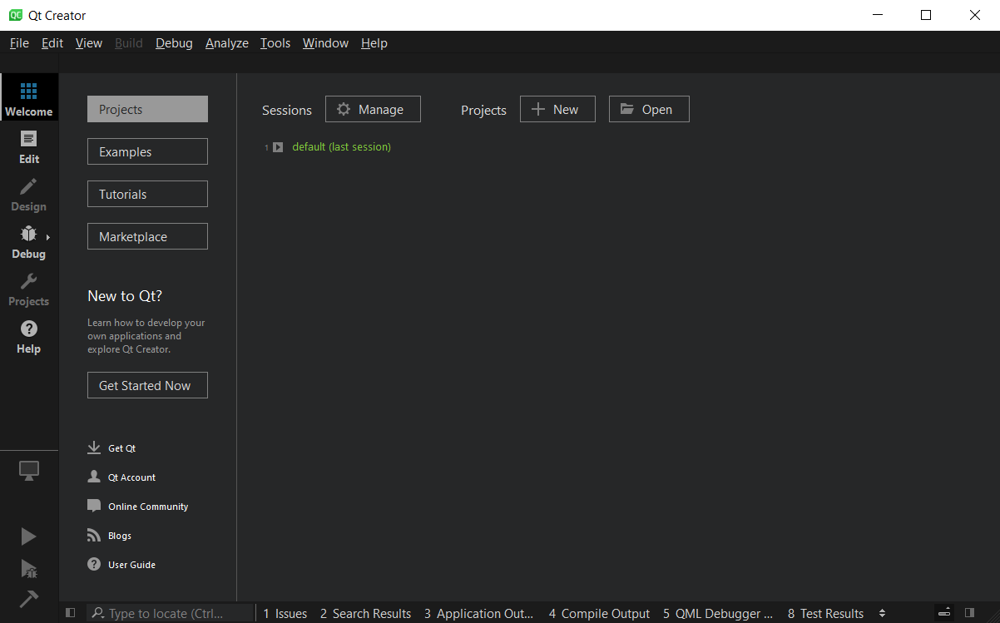 Qt Creator
File Edit View Build Debug Analyze Tools Window Help
Welcome
Edit
Design
Debug
Projects
Help
Projects
Examples
Tutorials
Marketplace
New to Qt?
Learn how to develop your
own applications and
explore Qt Creator.
Get Started Now
Get Qt
Qt Account
Online Community
Blogs
User Guide
Sessions Manage Projects New Open
1 default (last session)
Type to locate (Ctrl... 1 Issues 2 Search Results 3 Application Out... 4 Compile Output 5 QML Debugger ... 8 Test Results